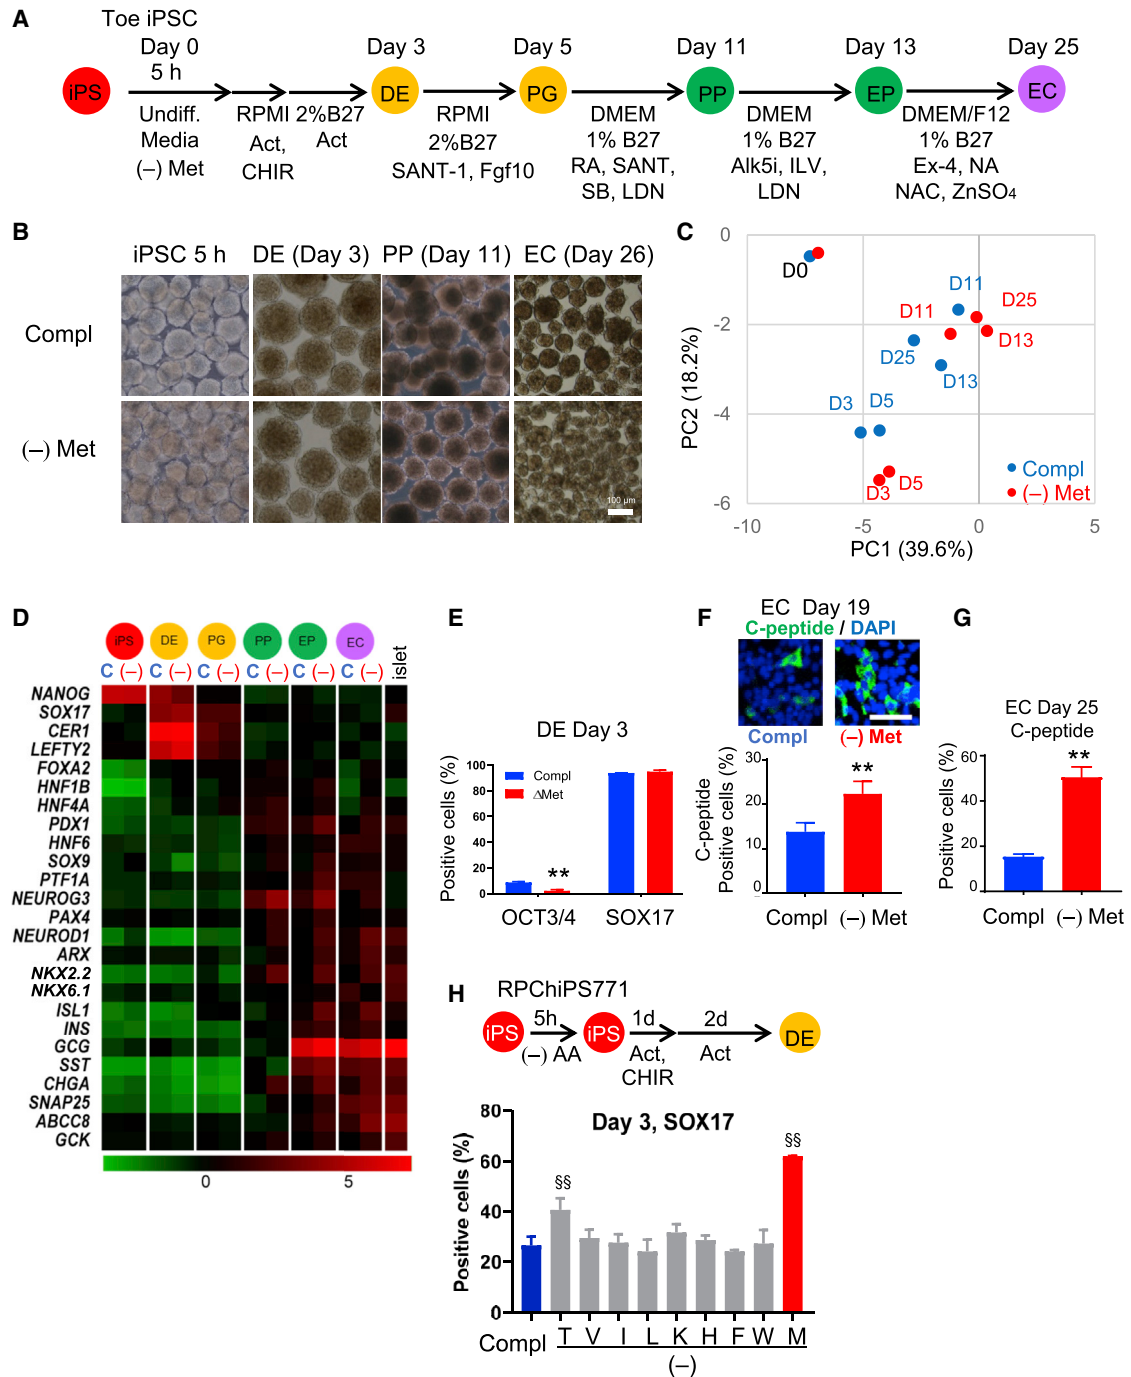 A
Toe iPSC
Day 0
5 h
Day 3
Day 5
Day 11
Day 13
Day 25
iPS
DE
PG
PP
EP
EC
Undiff.
Media
(–) Met
RPMI
Act,
CHIR
2%B27
Act
RPMI
2%B27
SANT-1, Fgf10
DMEM
1% B27
RA, SANT,
SB, LDN
DMEM
1% B27
Alk5i, ILV,
LDN
DMEM/F12
1% B27
Ex-4, NA
NAC, ZnSO4
B
iPSC 5 h
DE (Day 3)
PP (Day 11)
EC (Day 26)
Compl
(–) Met
100 µm
C
0
-2
-4
-6
PC2 (18.2%)
D0
D11
D25
D11
D13
D25
D13
D3
D5
D3
D5
Compl
(–) Met
-10
-5
0
5
PC1 (39.6%)
D
iPS
DE
PG
PP
EP
EC
islet
C (–) C (–) C (–) C (–) C (–) C (–)
NANOG
SOX17
CER1
LEFTY2
FOXA2
HNF1B
HNF4A
PDX1
HNF6
SOX9
PTF1A
NEUROG3
PAX4
NEUROD1
ARX
NKX2.2
NKX6.1
ISL1
INS
GCG
SST
CHGA
SNAP25
ABCC8
GCK
0
5
E
DE Day 3
Positive cells (%)
100
80
60
40
20
0
Compl
ΔMet
**
OCT3/4
SOX17
F
EC Day 19
C-peptide / DAPI
Compl
(–) Met
C-peptide
Positive cells (%)
30
20
10
0
**
Compl
(–) Met
G
EC Day 25
C-peptide
Positive cells (%)
60
40
20
0
**
Compl
(–) Met
H
RPChiPS771
iPS
5h
(–) AA
iPS
1d
Act,
CHIR
2d
Act
DE
Day 3, SOX17
Positive cells (%)
80
60
40
20
0
§§
§§
Compl
T V I L K H F W M
(–)